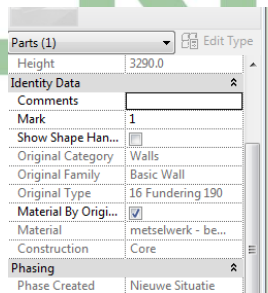 Parts (1) Edit Type
Height 3290.0
Identity Data
Comments
Mark 1
Show Shape Han...
Original Category Walls
Original Family Basic Wall
Original Type 16 Fundering 190
Material By Origi...
Material metselwerk - be...
Construction Core
Phasing
Phase Created Nieuwe Situatie